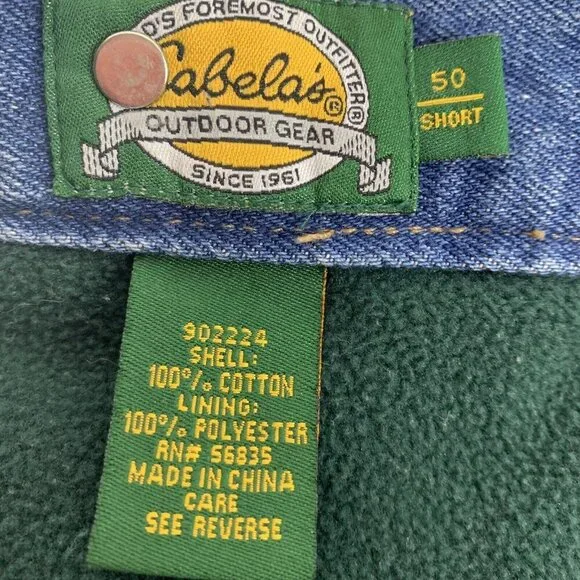 D'S FOREMOST OUTFITTER®
Cabela's®
OUTDOOR GEAR
SINCE 1961
50
SHORT
902224
SHELL:
100% COTTON
LINING:
100% POLYESTER
RN# 56835
MADE IN CHINA
CARE
SEE REVERSE